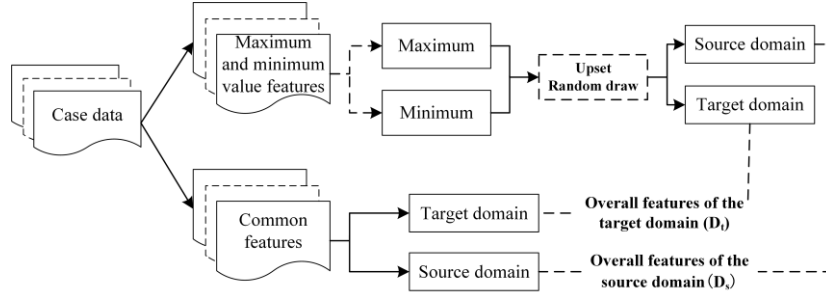 Case data
Maximum
and minimum
value features
Maximum
Minimum
Upset
Random draw
Source domain
Target domain
Common
features
Target domain
Source domain
Overall features of the
target domain (Dt)
Overall features of the
source domain (Ds)